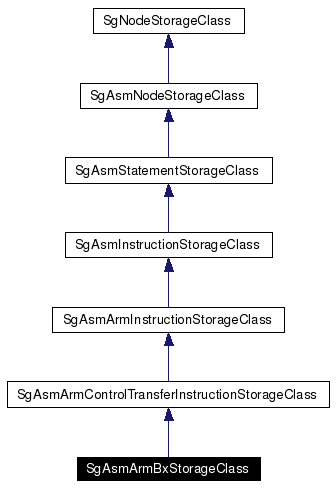 SgNodeStorageClass
SgAsmNodeStorageClass
SgAsmStatementStorageClass
SgAsmInstructionStorageClass
SgAsmArmInstructionStorageClass
SgAsmArmControlTransferInstructionStorageClass
SgAsmArmBxStorageClass